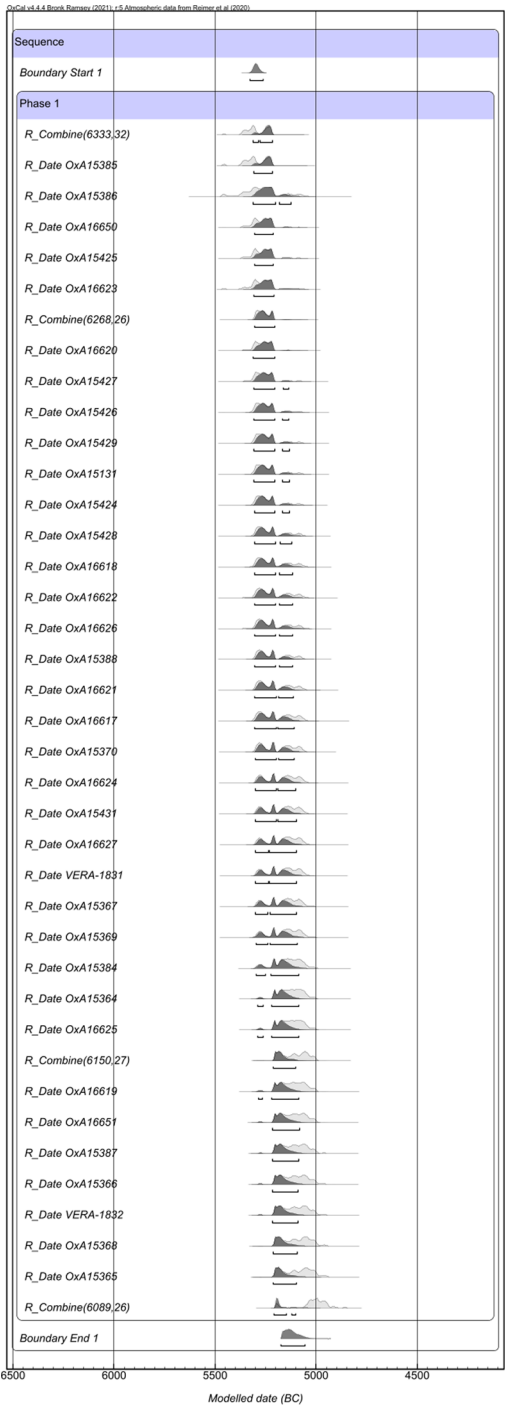 OxCal v4.4.4 Bronk Ramsey (2021); r:5 Atmospheric data from Reimer et al (2020)
Sequence
Boundary Start 1
Phase 1
R_Combine(6333,32)
R_Date OxA15385
R_Date OxA15386
R_Date OxA16650
R_Date OxA15425
R_Date OxA16623
R_Combine(6268,26)
R_Date OxA16620
R_Date OxA15427
R_Date OxA15426
R_Date OxA15429
R_Date OxA15131
R_Date OxA15424
R_Date OxA15428
R_Date OxA16618
R_Date OxA16622
R_Date OxA16626
R_Date OxA15388
R_Date OxA16621
R_Date OxA16617
R_Date OxA15370
R_Date OxA16624
R_Date OxA15431
R_Date OxA16627
R_Date VERA-1831
R_Date OxA15367
R_Date OxA15369
R_Date OxA15384
R_Date OxA15364
R_Date OxA16625
R_Combine(6150,27)
R_Date OxA16619
R_Date OxA16651
R_Date OxA15387
R_Date OxA15366
R_Date VERA-1832
R_Date OxA15368
R_Date OxA15365
R_Combine(6089,26)
Boundary End 1
6500 6000 5500 5000 4500
Modelled date (BC)